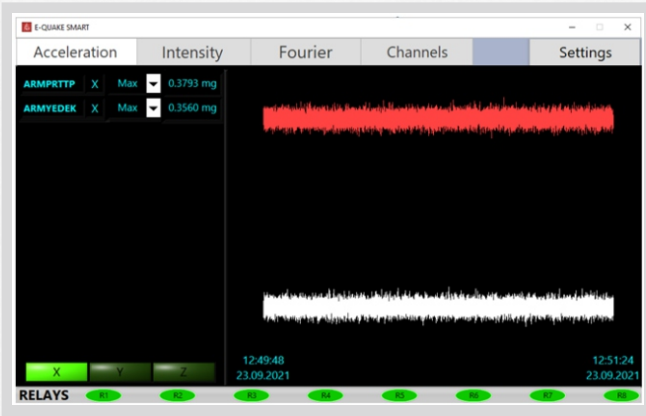 E-QUAKE SMART
Acceleration Intensity Fourier Channels Settings
ARMPRTTP X Max 0.3793 mg
ARMYEDEK X Max 0.3560 mg
12:49:48 12:51:24
23.09.2021 23.09.2021
X Y Z
RELAYS R1 R2 R3 R4 R5 R6 R7 R8